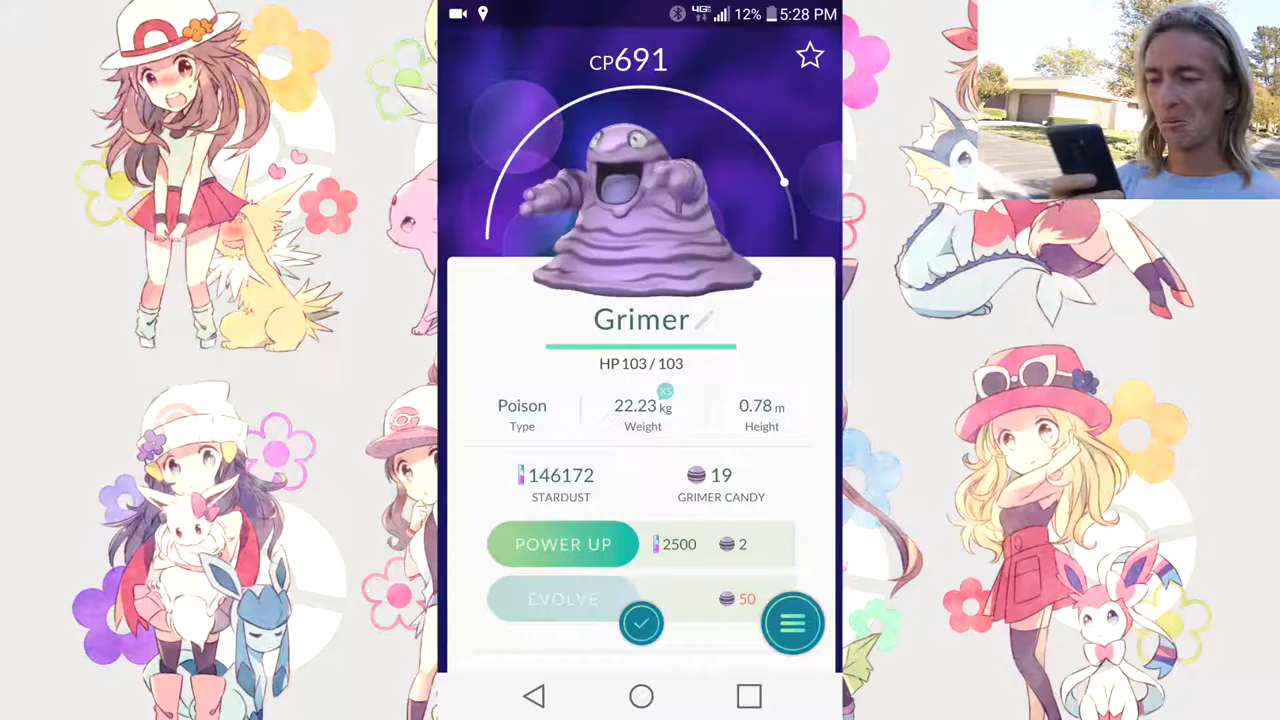 4G 12% 5:28 PM
CP691
Grimer
HP 103 / 103
XS
Poison 22.23 kg 0.78 m
Type Weight Height
146172 19
STARDUST GRIMER CANDY
POWER UP 2500 2
EVOLVE 50